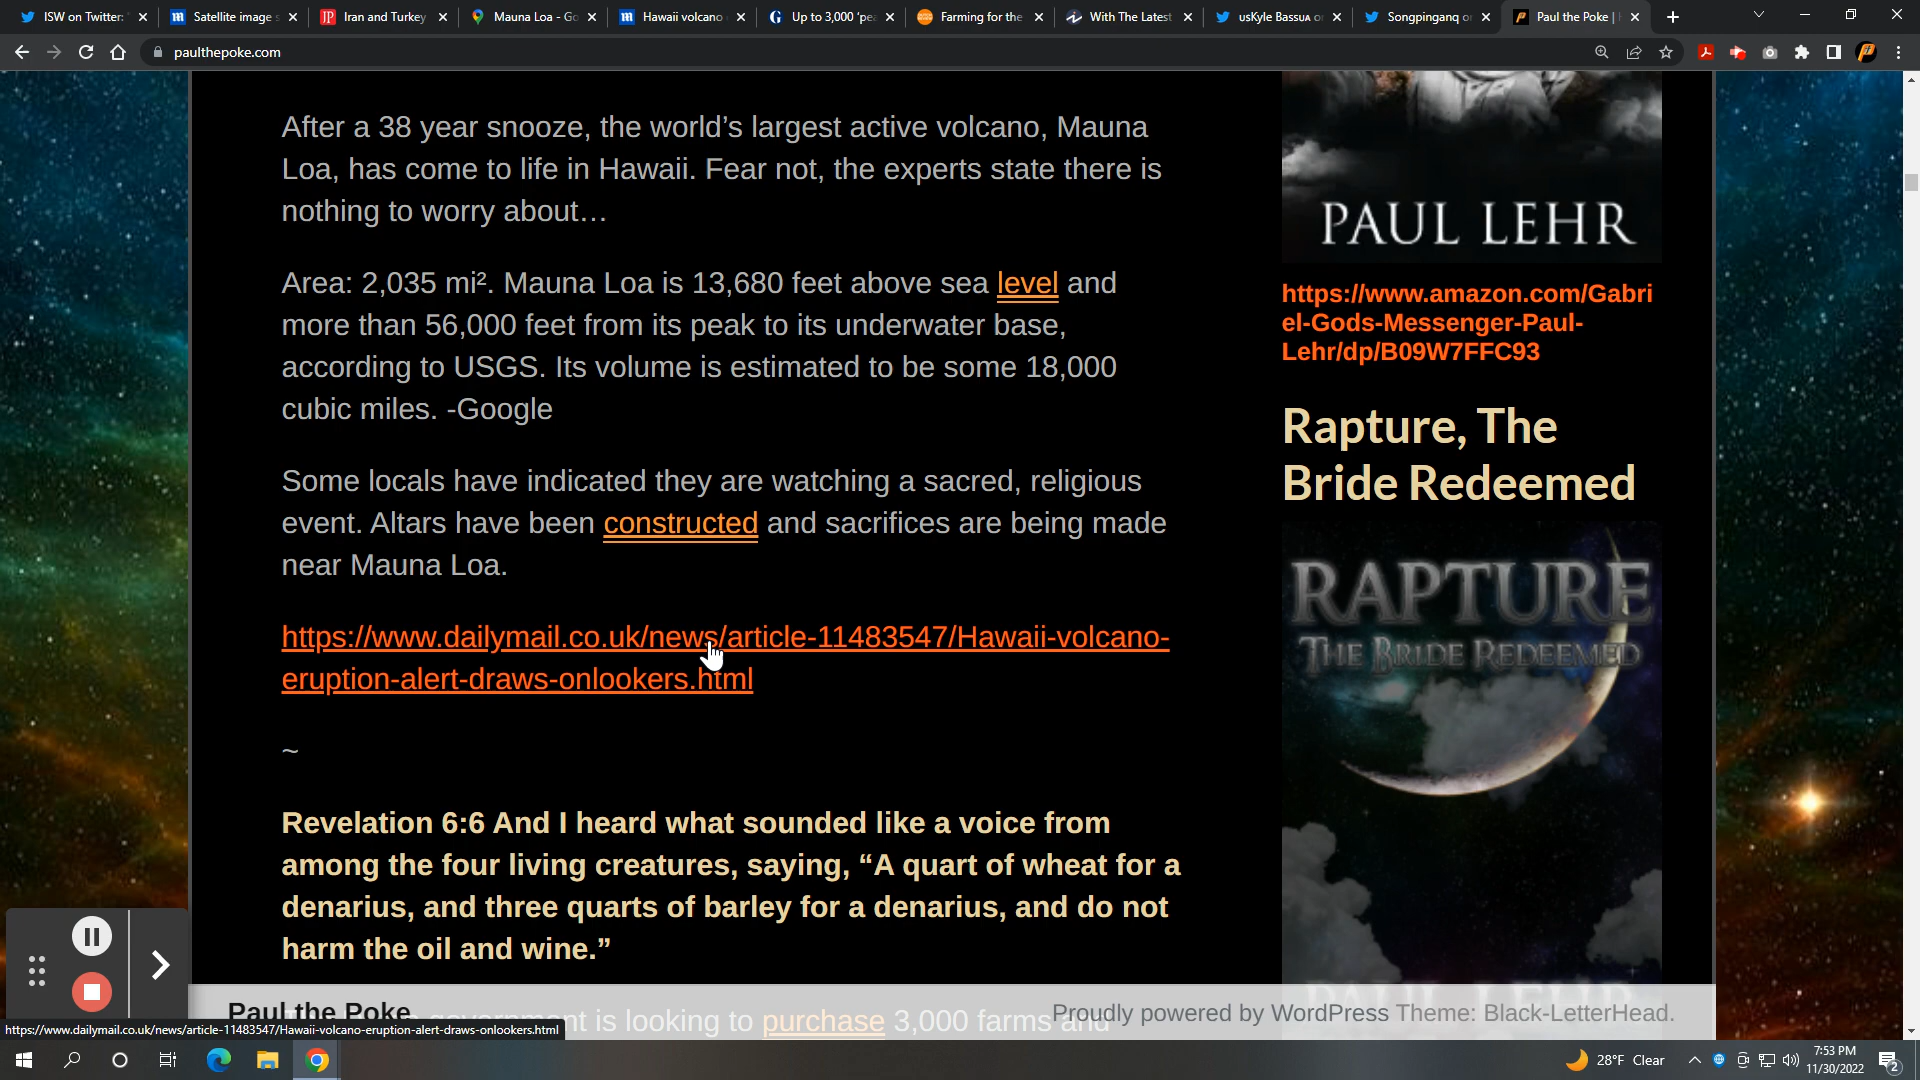 ISW on Twitter: "
Satellite image s
Iran and Turkey
Mauna Loa - Go
Hawaii volcano
Up to 3,000 'pea
Farming for the
With The Latest
usKyle Bassuᴀ or
Songpinganq o
Paul the Poke |
paulthepoke.com
After a 38 year snooze, the world's largest active volcano, Mauna
Loa, has come to life in Hawaii. Fear not, the experts state there is
nothing to worry about…
Area: 2,035 mi². Mauna Loa is 13,680 feet above sea level and
more than 56,000 feet from its peak to its underwater base,
according to USGS. Its volume is estimated to be some 18,000
cubic miles. -Google
Some locals have indicated they are watching a sacred, religious
event. Altars have been constructed and sacrifices are being made
near Mauna Loa.
https://www.dailymail.co.uk/news/article-11483547/Hawaii-volcano-
eruption-alert-draws-onlookers.html
~
Revelation 6:6 And I heard what sounded like a voice from
among the four living creatures, saying, “A quart of wheat for a
denarius, and three quarts of barley for a denarius, and do not
harm the oil and wine.”
government is looking to purchase 3,000 farms and
PAUL LEHR
https://www.amazon.com/Gabri
el-Gods-Messenger-Paul-
Lehr/dp/B09W7FFC93
Rapture, The
Bride Redeemed
RAPTURE
THE BRIDE REDEEMED
PAUL LEHR
Paul the Poke
Proudly powered by WordPress Theme: Black-LetterHead.
https://www.dailymail.co.uk/news/article-11483547/Hawaii-volcano-eruption-alert-draws-onlookers.html
28°F Clear
7:53 PM
11/30/2022
2